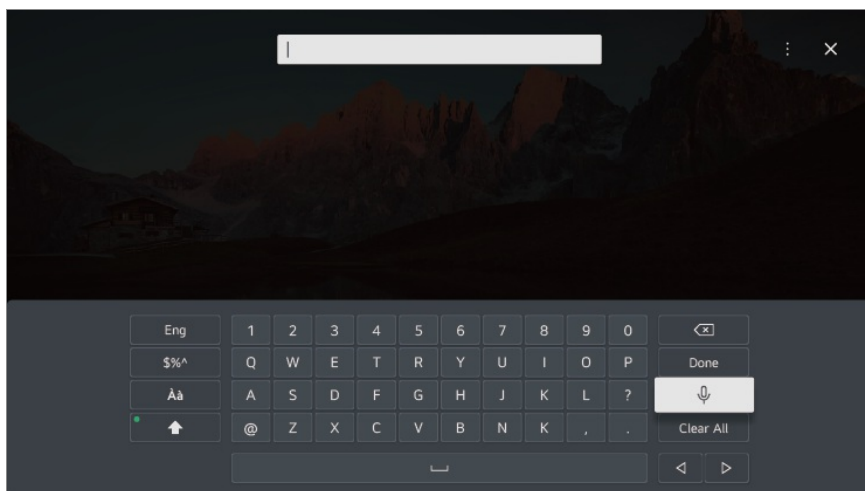 Eng 1 2 3 4 5 6 7 8 9 0
$%^ Q W E T R Y U I O P Done
Àà A S D F G H J K L ?
@ Z X C V B N K , . Clear All